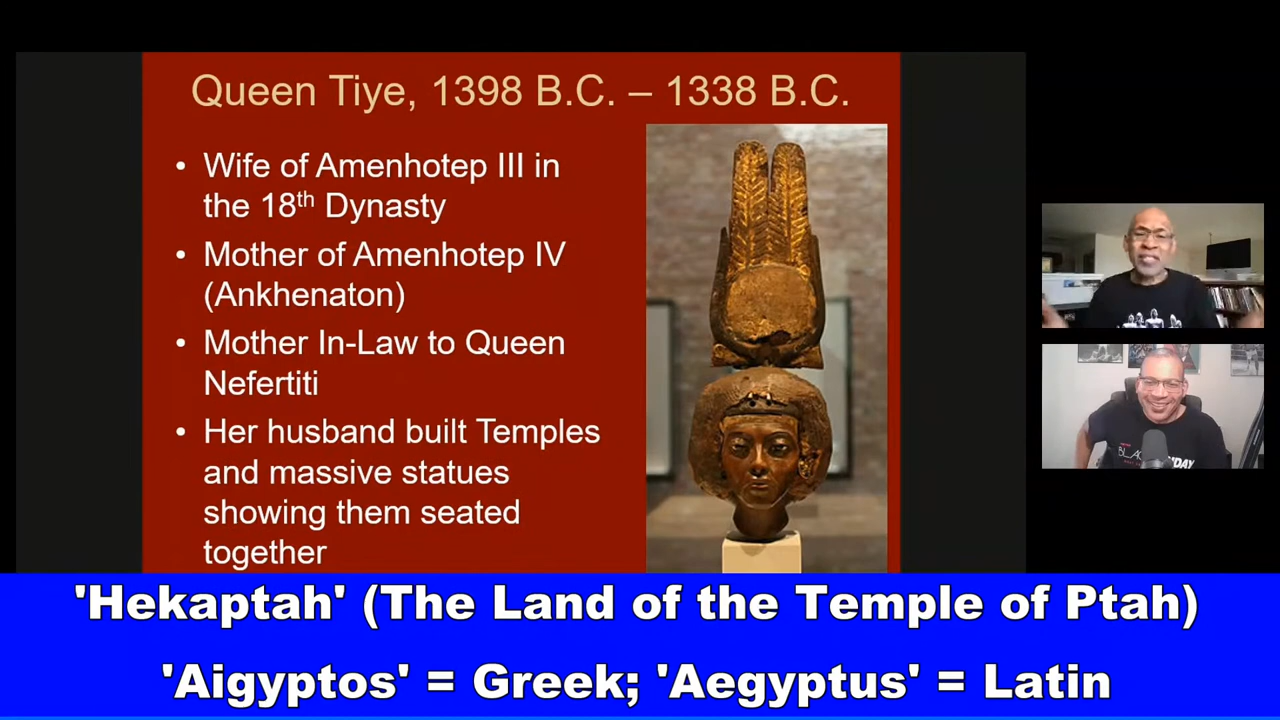 Queen Tiye, 1398 B.C. – 1338 B.C.
• Wife of Amenhotep III in
the 18th Dynasty
• Mother of Amenhotep IV
(Ankhenaton)
• Mother In-Law to Queen
Nefertiti
• Her husband built Temples
and massive statues
showing them seated
together
'Hekaptah' (The Land of the Temple of Ptah)
'Aigyptos' = Greek; 'Aegyptus' = Latin